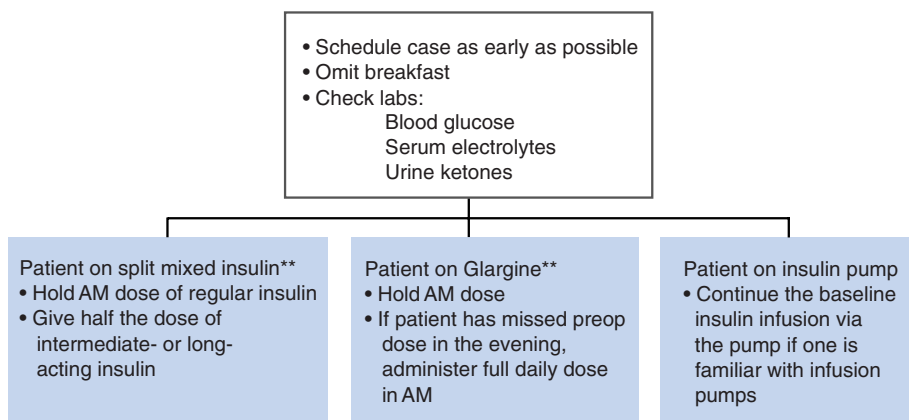 • Schedule case as early as possible
• Omit breakfast
• Check labs:
Blood glucose
Serum electrolytes
Urine ketones
Patient on split mixed insulin**
• Hold AM dose of regular insulin
• Give half the dose of
intermediate- or long-
acting insulin
Patient on Glargine**
• Hold AM dose
• If patient has missed preop
dose in the evening,
administer full daily dose
in AM
Patient on insulin pump
• Continue the baseline
insulin infusion via
the pump if one is
familiar with infusion
pumps